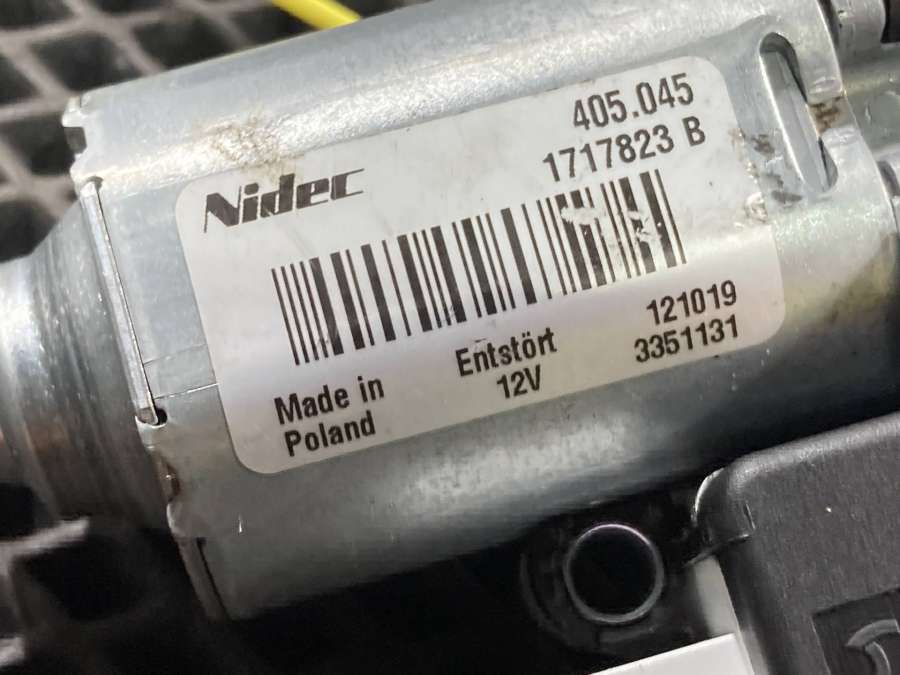 405.045
Nidec
1717823 B
Entstört
121019
Made in
12V
3351131
Poland